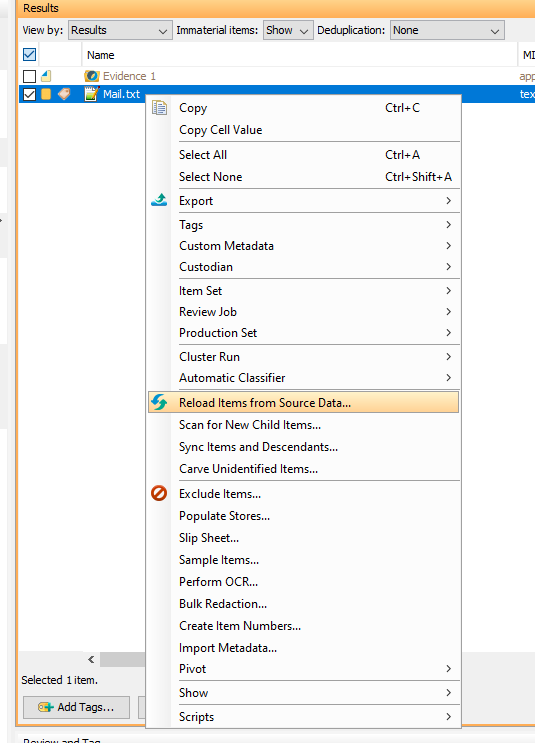 Results
View by: Results Immaterial items: Show Deduplication: None
Name MI
Evidence 1 app
Mail.txt tex
Copy Ctrl+C
Copy Cell Value
Select All Ctrl+A
Select None Ctrl+Shift+A
Export
Tags
Custom Metadata
Custodian
Item Set
Review Job
Production Set
Cluster Run
Automatic Classifier
Reload Items from Source Data...
Scan for New Child Items...
Sync Items and Descendants...
Carve Unidentified Items...
Exclude Items...
Populate Stores...
Slip Sheet...
Sample Items...
Perform OCR...
Bulk Redaction...
Create Item Numbers...
Import Metadata...
Pivot
Selected 1 item.
Show
Add Tags...
Scripts
Review and Tag